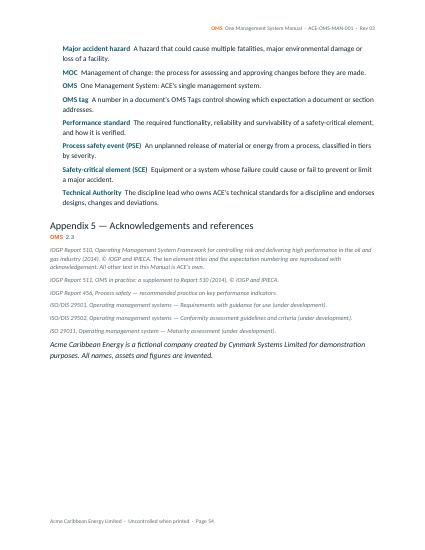 OMS One Management System Manual · ACE-OMS-MAN-001 · Rev 03
Major accident hazard A hazard that could cause multiple fatalities, major environmental damage or
loss of a facility.
MOC Management of change: the process for assessing and approving changes before they are made.
OMS One Management System: ACE's single management system.
OMS tag A number in a document's OMS Tags control showing which expectation a document or section
addresses.
Performance standard The required functionality, reliability and survivability of a safety-critical element,
and how it is verified.
Process safety event (PSE) An unplanned release of material or energy from a process, classified in tiers
by severity.
Safety-critical element (SCE) Equipment or a system whose failure could cause or fail to prevent or limit
a major accident.
Technical Authority The discipline lead who owns ACE's technical standards for a discipline and endorses
designs, changes and deviations.
Appendix 5 — Acknowledgements and references
OMS 2.3
IOGP Report 510, Operating Management System Framework for controlling risk and delivering high performance in the oil and
gas industry (2014), © IOGP and IPIECA. The ten element titles and the expectation numbering are reproduced with
acknowledgement. All other text in this Manual is ACE's own.
IOGP Report 511, OMS in practice: a supplement to Report 510 (2014), © IOGP and IPIECA.
IOGP Report 456, Process safety — recommended practice on key performance indicators.
ISO/DIS 29501, Operating management systems — Requirements with guidance for use (under development).
ISO/DIS 29502, Operating management systems — Conformity assessment guidelines and criteria (under development).
ISO 29011, Operating management system — Maturity assessment (under development).
Acme Caribbean Energy is a fictional company created by Cynmark Systems Limited for demonstration
purposes. All names, assets and figures are invented.
Acme Caribbean Energy Limited · Uncontrolled when printed · Page 54